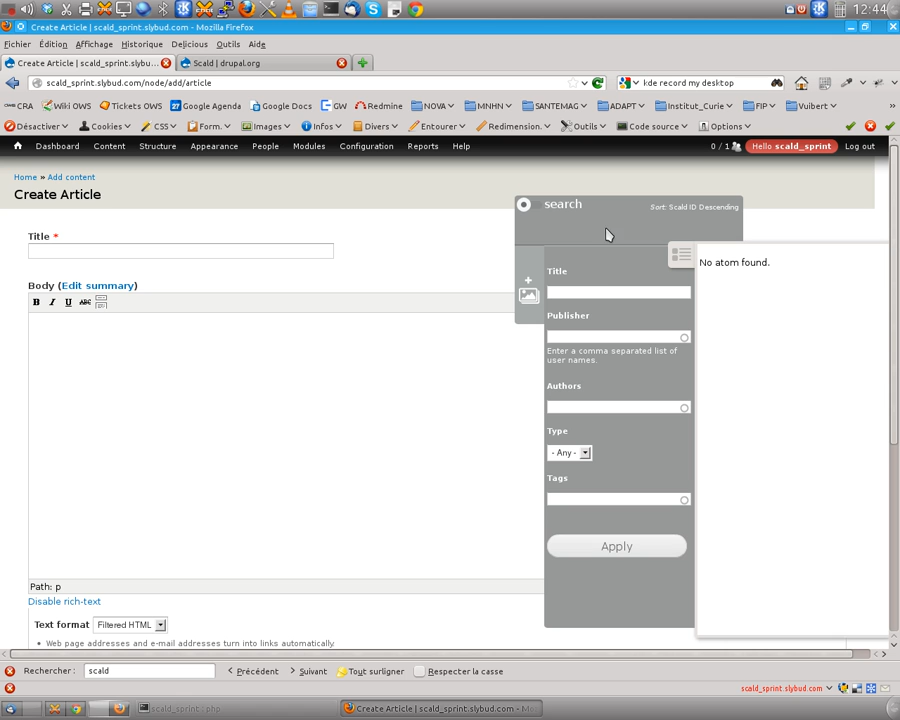 12:44
Create Article | scald_sprint.slybud.com - Mozilla Firefox
Fichier Édition Affichage Historique Delicious Outils Aide
Create Article | scald_sprint.slybu... Scald | drupal.org
scald_sprint.slybud.com/node/add/article kde record my desktop
CRA Wiki OWS Tickets OWS 27 Google Agenda Google Docs GW Redmine NOVA MNHN SANTEMAG ADAPT Institut_Curie FIP Vuibert »
Désactiver Cookies CSS Form. Images Infos Divers Entourer Redimension. Outils Code source Options
Dashboard Content Structure Appearance People Modules Configuration Reports Help 0 / 1 Hello scald_sprint Log out
Home » Add content
Create Article
search Sort: Scald ID Descending
Title *
No atom found.
Title
Body (Edit summary)
B I U ABC
Publisher
Enter a comma separated list of
user names.
Authors
Type
- Any -
Tags
Apply
Path: p
Disable rich-text
Text format Filtered HTML
• Web page addresses and e-mail addresses turn into links automatically.
Rechercher : scald Précédent Suivant Tout surligner Respecter la casse
scald_sprint.slybud.com
scald_sprint : php Create Article | scald_sprint.slybud.com - Mo